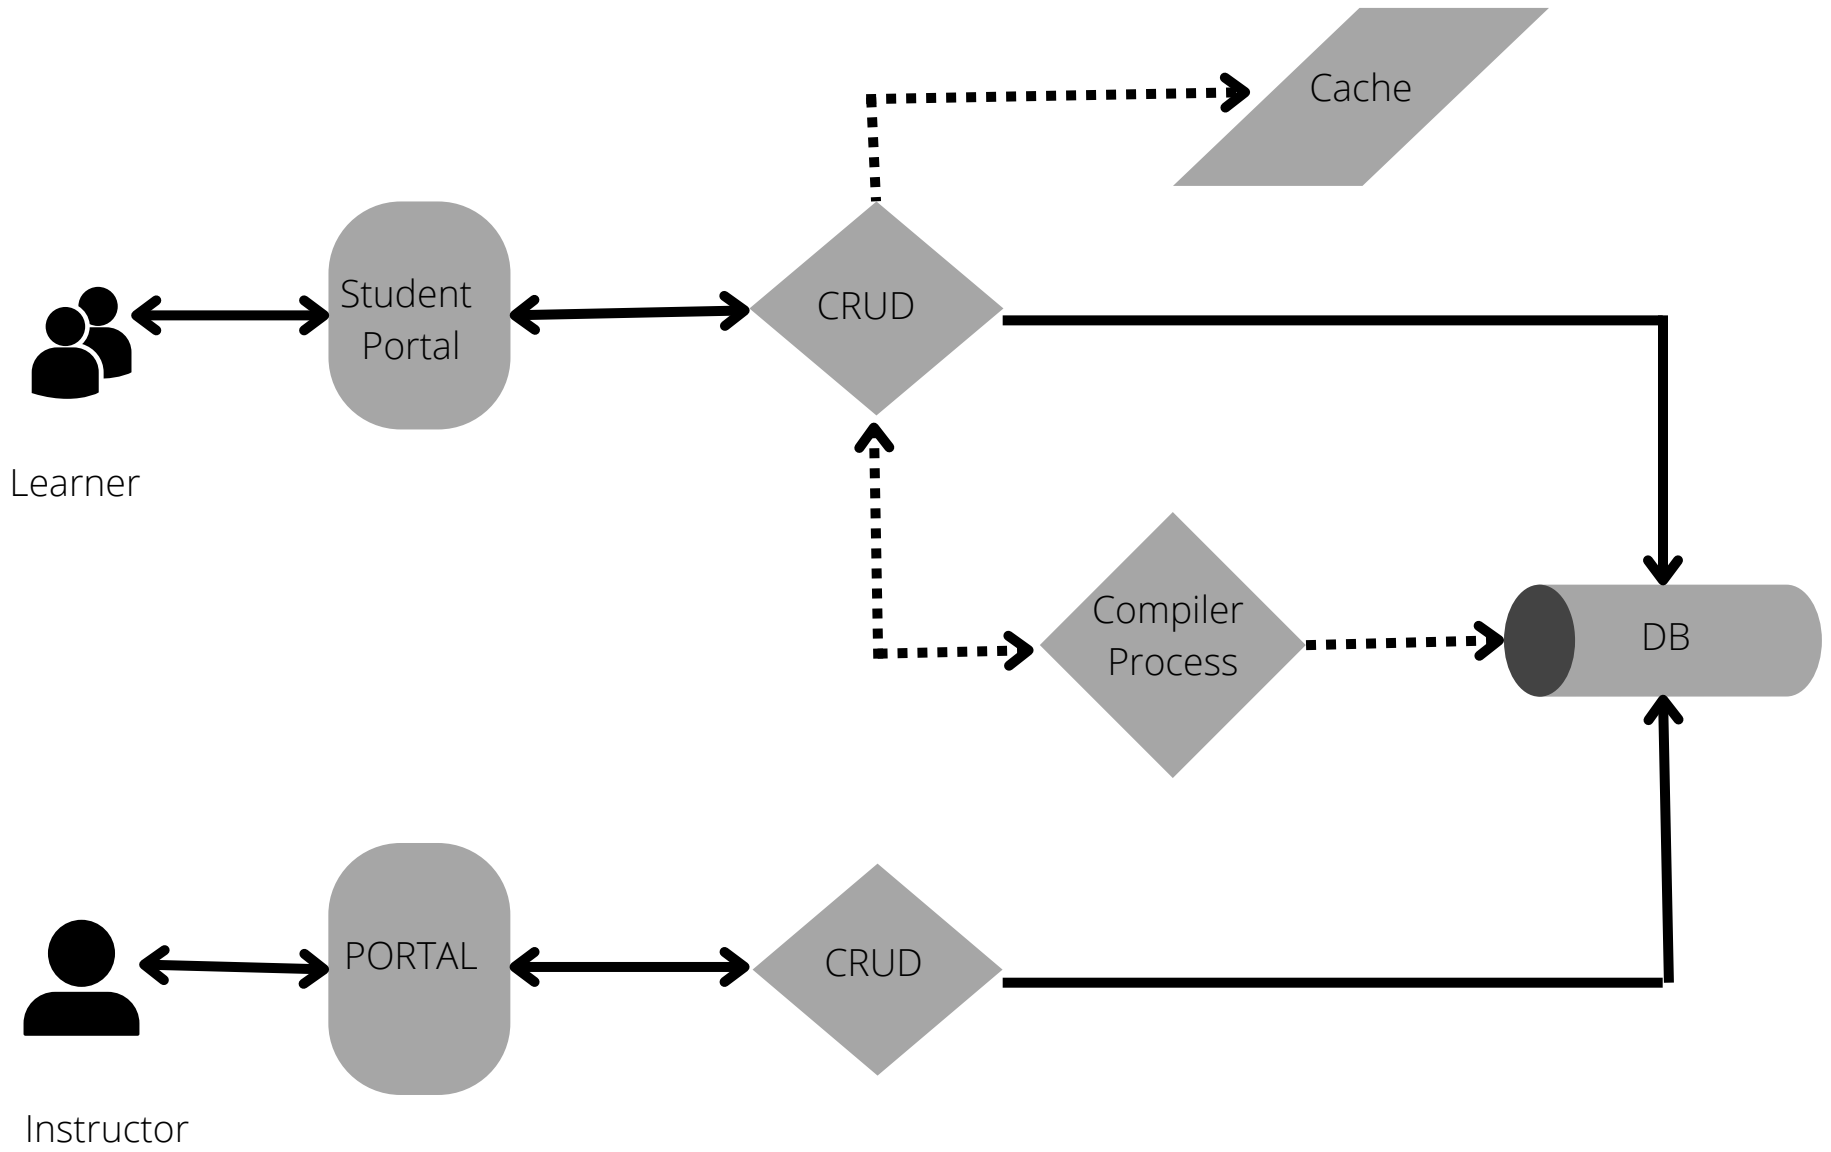 Cache
Student
Portal
CRUD
Learner
Compiler
Process
DB
PORTAL
CRUD
Instructor